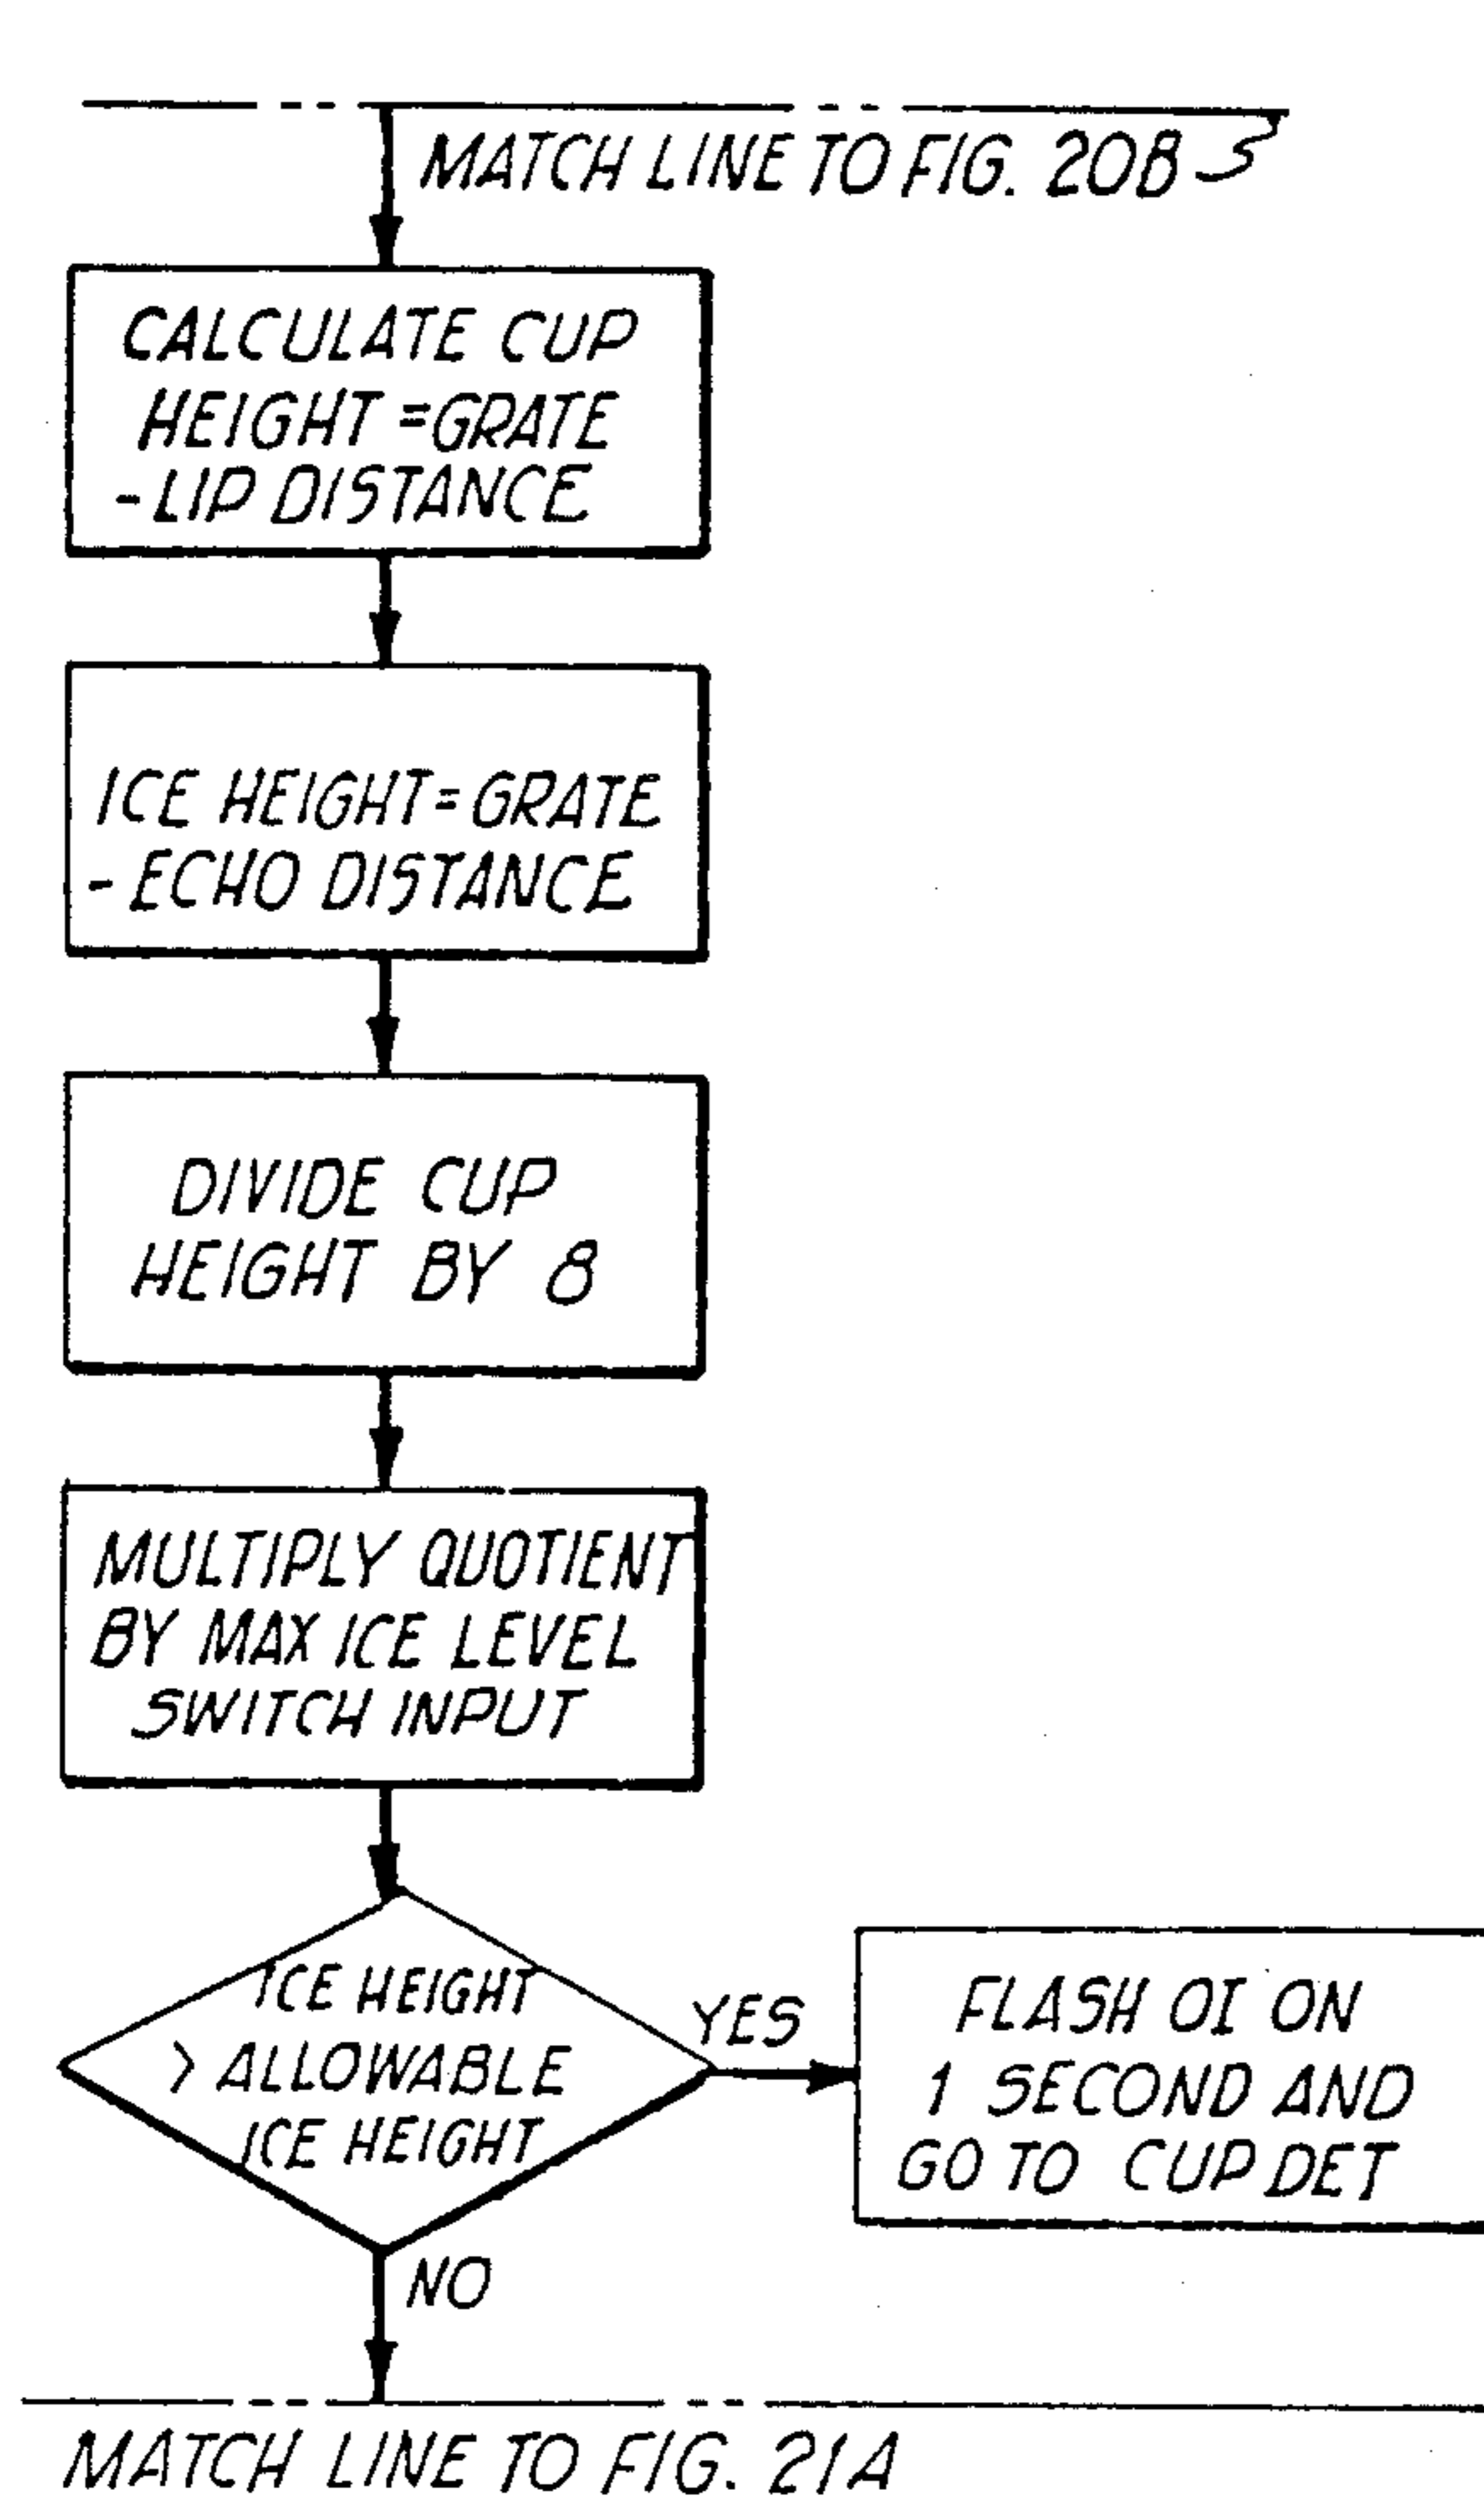 MATCH LINE TO FIG. 20B
CALCULATE CUP
HEIGHT=GRATE
-LIP DISTANCE
ICE HEIGHT=GRATE
-ECHO DISTANCE
DIVIDE CUP
HEIGHT BY 8
MULTIPLY QUOTIENT
BY MAX ICE LEVEL
SWITCH INPUT
ICE HEIGHT
> ALLOWABLE
ICE HEIGHT
YES
FLASH OI ON
1 SECOND AND
GO TO CUP DET
NO
MATCH LINE TO FIG. 21A